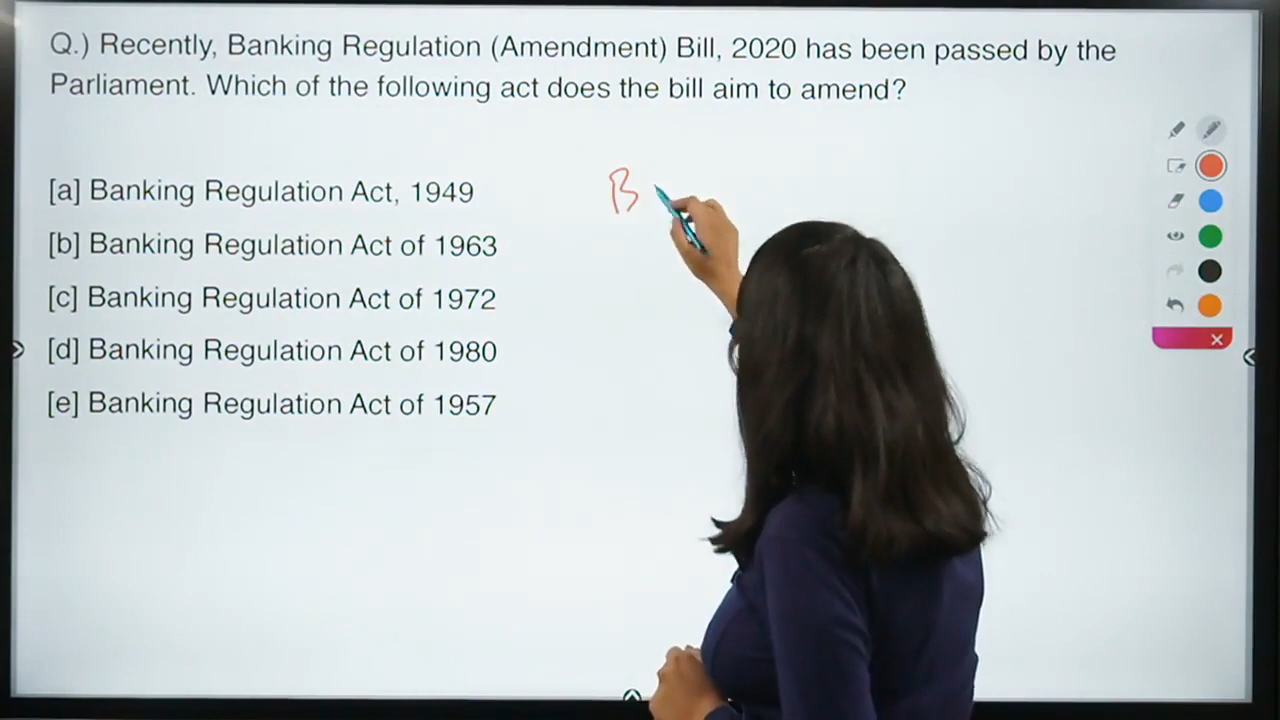 Q.) Recently, Banking Regulation (Amendment) Bill, 2020 has been passed by the
Parliament. Which of the following act does the bill aim to amend?
[a] Banking Regulation Act, 1949
B
[b] Banking Regulation Act of 1963
[c] Banking Regulation Act of 1972
[d] Banking Regulation Act of 1980
[e] Banking Regulation Act of 1957